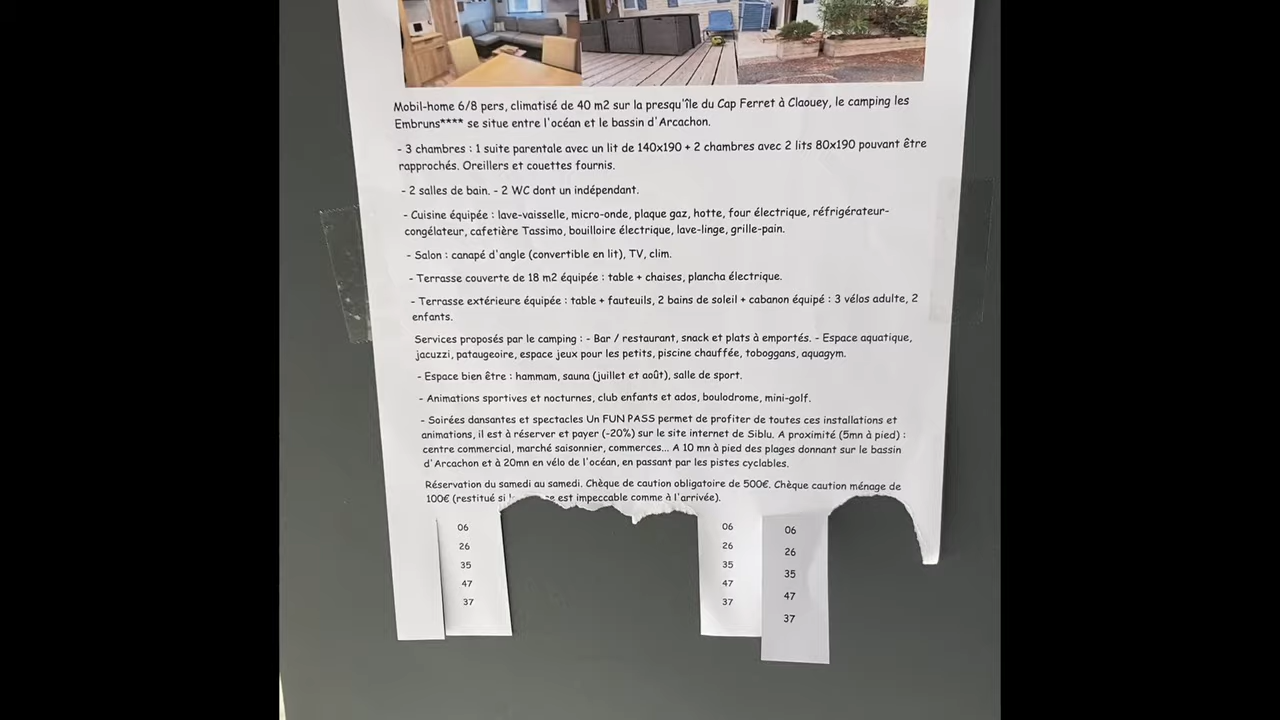 Mobil-home 6/8 pers, climatisé de 40 m2 sur la presqu'île du Cap Ferret à Claouey, le camping les
Embruns**** se situe entre l'océan et le bassin d'Arcachon.
- 3 chambres : 1 suite parentale avec un lit de 140x190 + 2 chambres avec 2 lits 80x190 pouvant être
rapprochés. Oreillers et couettes fournis.
- 2 salles de bain. - 2 WC dont un indépendant.
- Cuisine équipée : lave-vaisselle, micro-onde, plaque gaz, hotte, four électrique, réfrigérateur-
congélateur, cafetière Tassimo, bouilloire électrique, lave-linge, grille-pain.
- Salon : canapé d'angle (convertible en lit), TV, clim.
- Terrasse couverte de 18 m2 équipée : table + chaises, plancha électrique.
- Terrasse extérieure équipée : table + fauteuils, 2 bains de soleil + cabanon équipé : 3 vélos adulte, 2
enfants.
Services proposés par le camping : - Bar / restaurant, snack et plats à emportés. - Espace aquatique,
jacuzzi, pataugeoire, espace jeux pour les petits, piscine chauffée, toboggans, aquagym.
- Espace bien être : hammam, sauna (juillet et août), salle de sport.
- Animations sportives et nocturnes, club enfants et ados, boulodrome, mini-golf.
- Soirées dansantes et spectacles Un FUN PASS permet de profiter de toutes ces installations et
animations, il est à réserver et payer (-20%) sur le site internet de Siblu. A proximité (5mn à pied) :
centre commercial, marché saisonnier, commerces... A 10 mn à pied des plages donnant sur le bassin
d'Arcachon et à 20mn en vélo de l'océan, en passant par les pistes cyclables.
Réservation du samedi au samedi. Chèque de caution obligatoire de 500€. Chèque caution ménage de
100€ (restitué si est impeccable comme à l'arrivée).
06 06 06
26 26 26
35 35 35
47 47 47
37 37 37